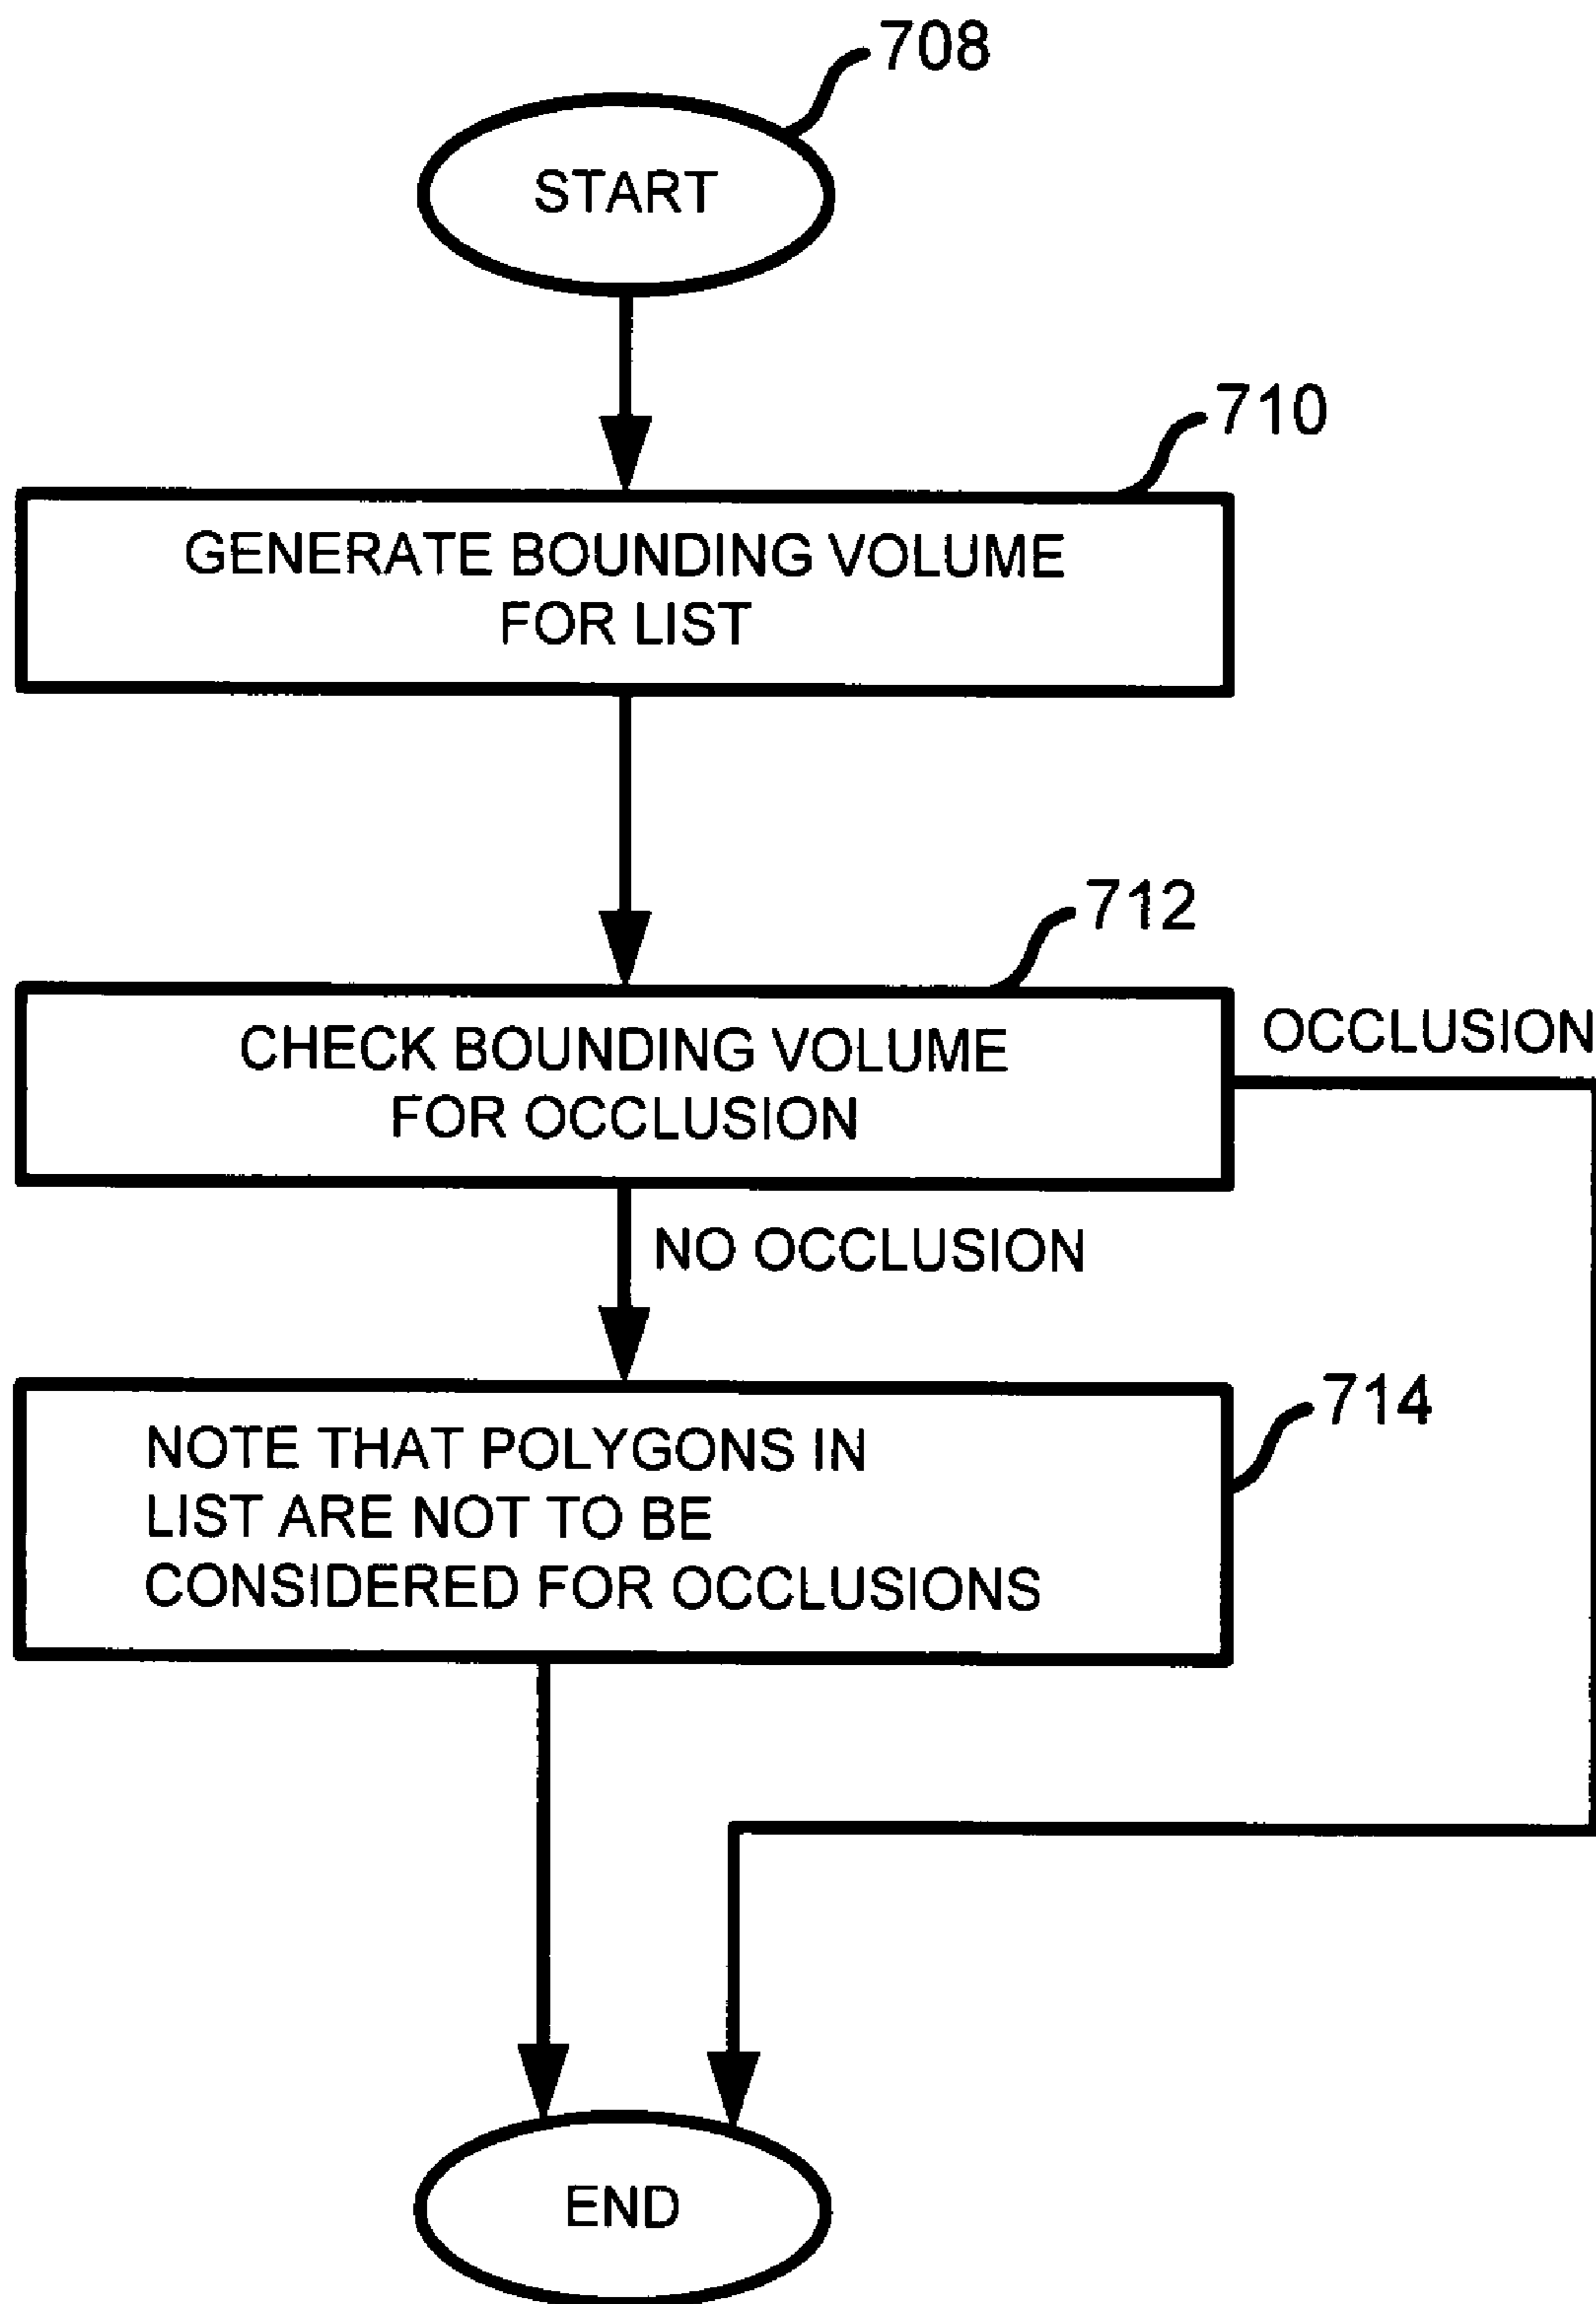 708
START
710
GENERATE BOUNDING VOLUME
FOR LIST
712
CHECK BOUNDING VOLUME
FOR OCCLUSION
OCCLUSION
NO OCCLUSION
714
NOTE THAT POLYGONS IN
LIST ARE NOT TO BE
CONSIDERED FOR OCCLUSIONS
END